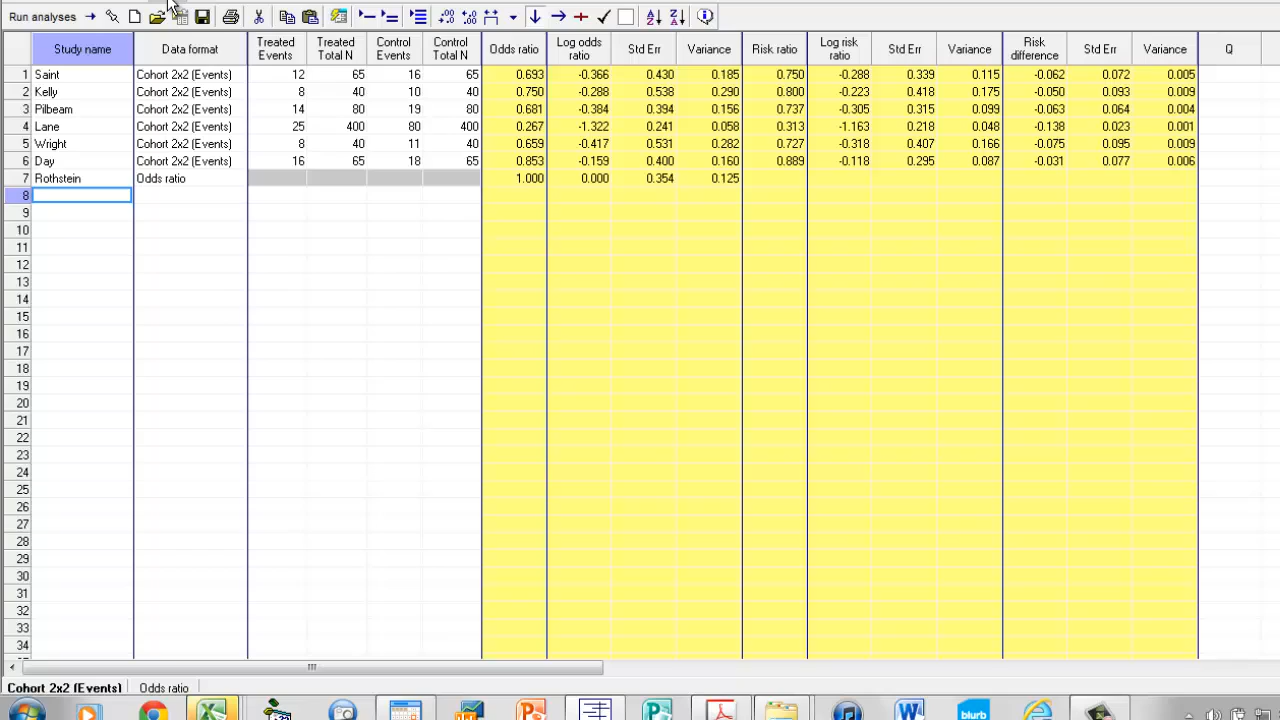 Run analyses
Study name Data format Treated Events Treated Total N Control Events Control Total N Odds ratio Log odds ratio Std Err Variance Risk ratio Log risk ratio Std Err Variance Risk difference Std Err Variance Q
1 Saint Cohort 2x2 (Events) 12 65 16 65 0.693 -0.366 0.430 0.185 0.750 -0.288 0.339 0.115 -0.062 0.072 0.005
2 Kelly Cohort 2x2 (Events) 8 40 10 40 0.750 -0.288 0.538 0.290 0.800 -0.223 0.418 0.175 -0.050 0.093 0.009
3 Pilbeam Cohort 2x2 (Events) 14 80 19 80 0.681 -0.384 0.394 0.156 0.737 -0.305 0.315 0.099 -0.063 0.064 0.004
4 Lane Cohort 2x2 (Events) 25 400 80 400 0.267 -1.322 0.241 0.058 0.313 -1.163 0.218 0.048 -0.138 0.023 0.001
5 Wright Cohort 2x2 (Events) 8 40 11 40 0.659 -0.417 0.531 0.282 0.727 -0.318 0.407 0.166 -0.075 0.095 0.009
6 Day Cohort 2x2 (Events) 16 65 18 65 0.853 -0.159 0.400 0.160 0.889 -0.118 0.295 0.087 -0.031 0.077 0.006
7 Rothstein Odds ratio 1.000 0.000 0.354 0.125
8
9
10
11
12
13
14
15
16
17
18
19
20
21
22
23
24
25
26
27
28
29
30
31
32
33
34
Cohort 2x2 (Events) Odds ratio
blurb